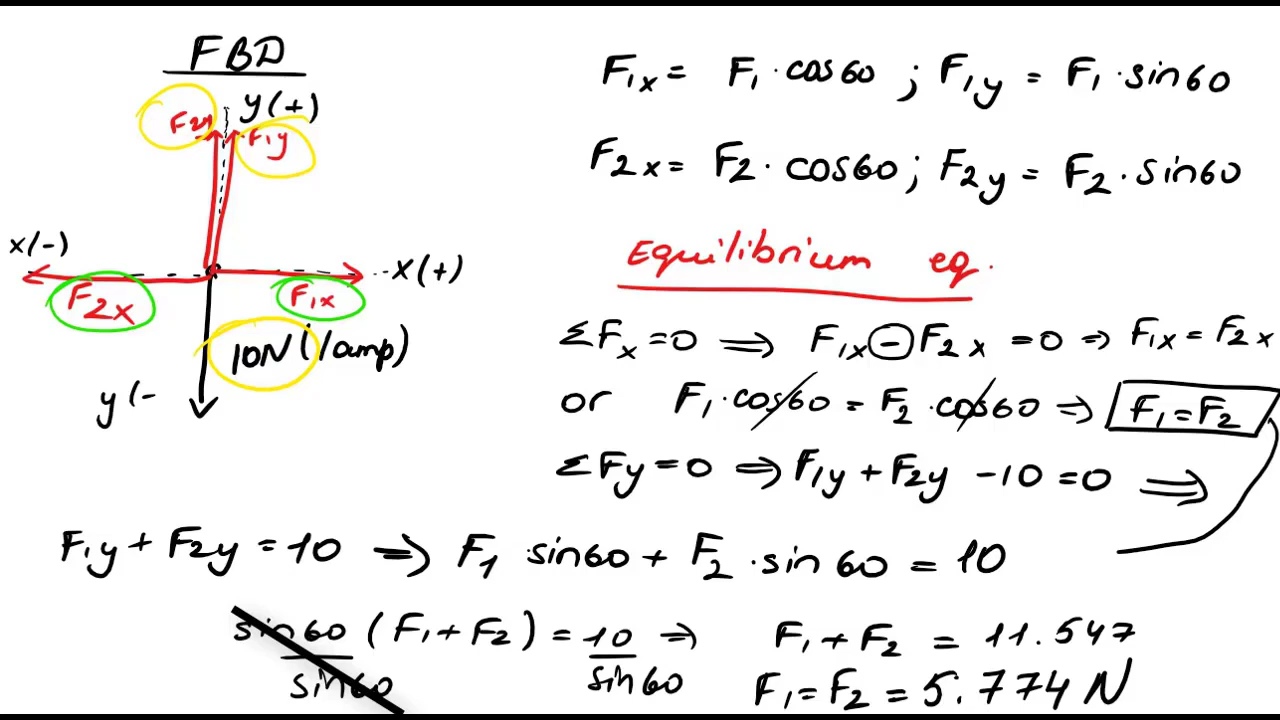 FBD
y(+)
F2y F1y
x(-)
x(+)
F2x F1x
10N (lamp)
y (-
F1x = F1 · cos60 ; F1y = F1 · sin60
F2x = F2 · cos60 ; F2y = F2 · sin60
Equilibrium eq.
ΣFx = 0 ⇒ F1x - F2x = 0 ⇒ F1x = F2x
or F1 · cos60 = F2 · cos60 ⇒ F1 = F2
ΣFy = 0 ⇒ F1y + F2y - 10 = 0 ⇒
F1y + F2y = 10 ⇒ F1 · sin60 + F2 · sin60 = 10
sin60 (F1 + F2) = 10 ⇒ F1 + F2 = 11.547
sin60 sin60 F1 = F2 = 5.774 N